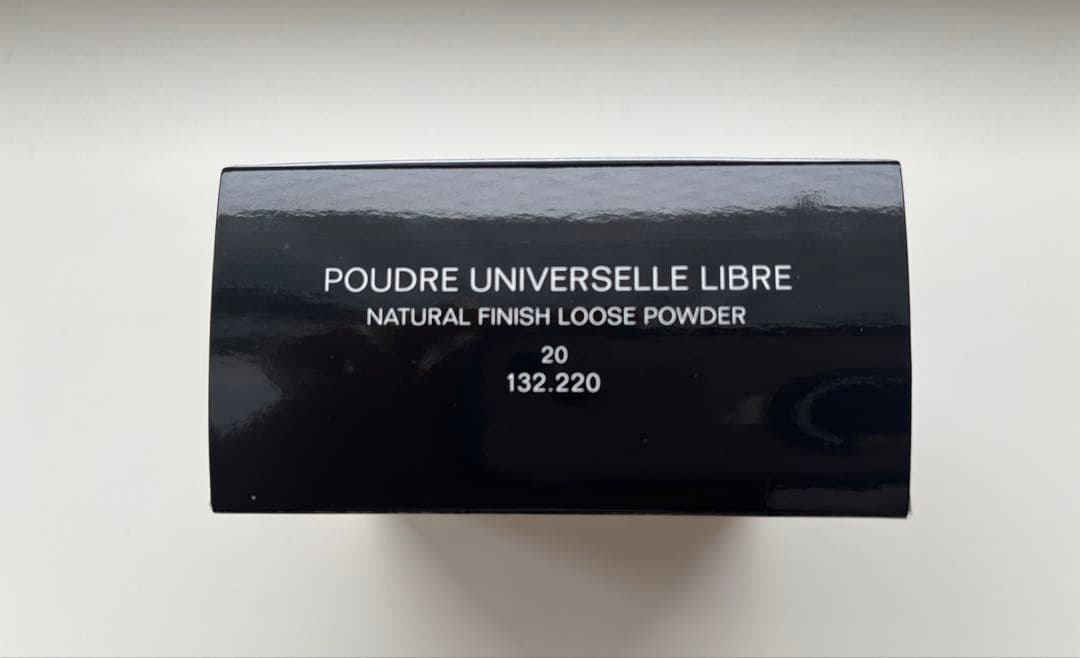 POUDRE UNIVERSELLE LIBRE
NATURAL FINISH LOOSE POWDER
20
132.220